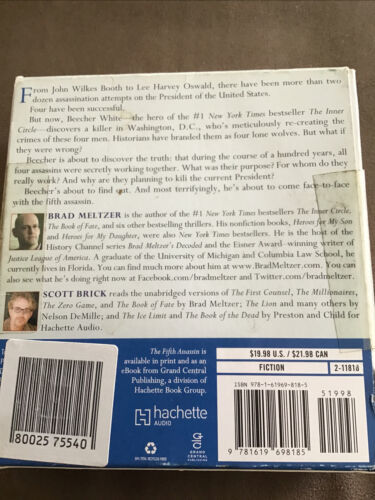 From John Wilkes Booth to Lee Harvey Oswald, there have been more than two
dozen assassination attempts on the President of the United States.
Four have been successful.
But now, Beecher White—the hero of the #1 New York Times bestseller The Inner
Circle—discovers a killer in Washington, D.C., who's meticulously re-creating the
crimes of these four men. Historians have branded them as four lone wolves. But what if
they were wrong?
Beecher is about to discover the truth: that during the course of a hundred years, all
four assassins were secretly working together. What was their purpose? For whom do they
really work? And why are they planning to kill the current President?
Beecher's about to find out. And most terrifyingly, he's about to come face-to-face
with the fifth assassin.
BRAD MELTZER is the author of the #1 New York Times bestsellers The Inner Circle,
The Book of Fate, and six other bestselling thrillers. His nonfiction books, Heroes for My Son
and Heroes for My Daughter, were also New York Times bestsellers. He is the host of the
History Channel series Brad Meltzer's Decoded and the Eisner Award–winning writer of
Justice League of America. A graduate of the University of Michigan and Columbia Law School, he
currently lives in Florida. You can find much more about him at www.BradMeltzer.com. You can
also see what he's doing right now at Facebook.com/bradmeltzer and Twitter.com/bradmeltzer.
SCOTT BRICK reads the unabridged versions of The First Counsel, The Millionaires,
The Zero Game, and The Book of Fate by Brad Meltzer; The Lion and many others by
Nelson DeMille; and The Ice Limit and The Book of the Dead by Preston and Child for
Hachette Audio.
The Fifth Assassin is
available in print and as an
eBook from Grand Central
Publishing, a division of
Hachette Book Group.
hachette
AUDIO
GRAND
CENTRAL
PUBLISHING
$19.98 U.S. / $21.98 CAN
FICTION
2-11818
ISBN 978-1-61969-818-5
51998
9 781619 698185
80025 75540